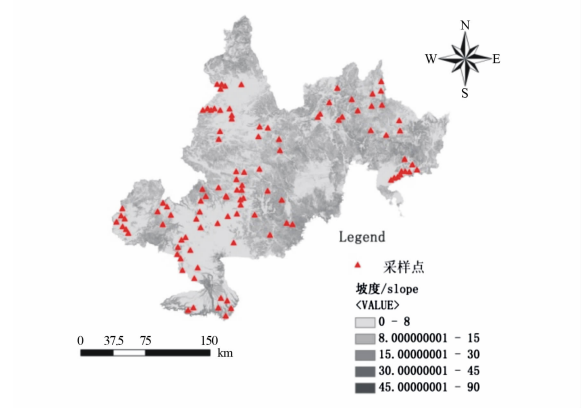 N
W E
S
Legend
采样点
坡度/slope
<VALUE>
0 - 8
8.000000001 - 15
15.00000001 - 30
30.00000001 - 45
45.00000001 - 90
0 37.5 75 150
km